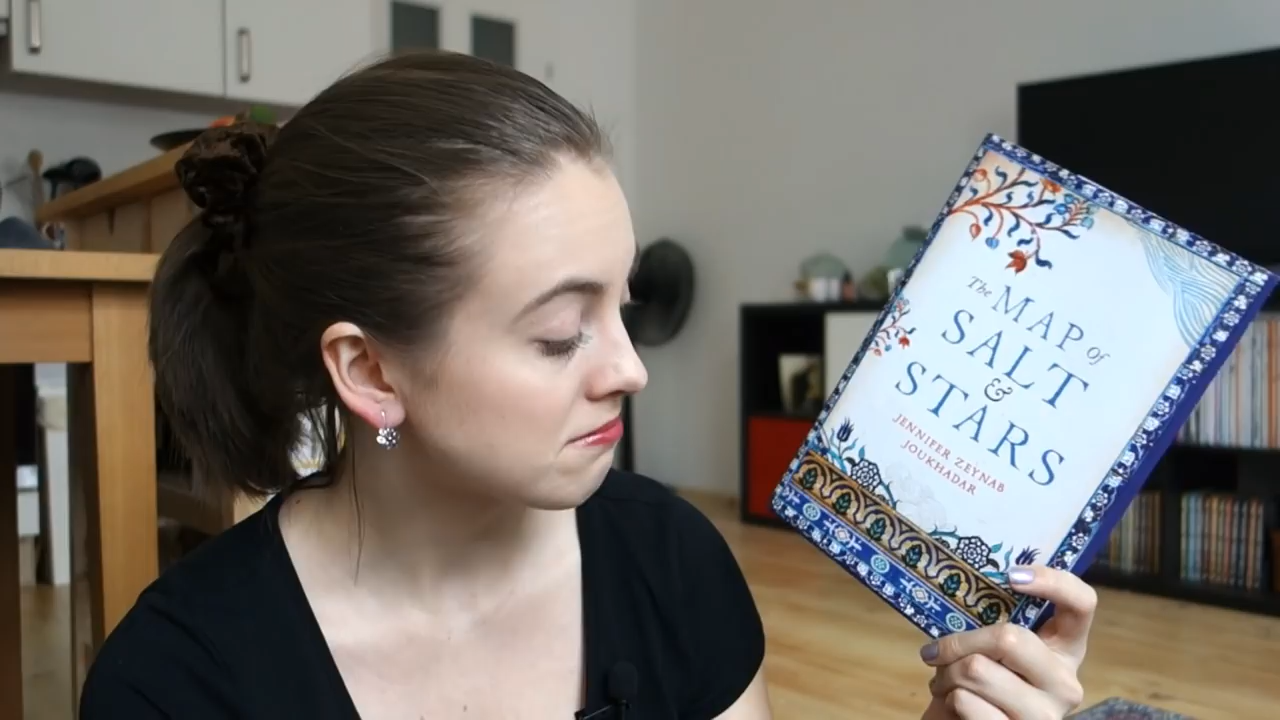 The MAP of
SALT
&
STARS
JENNIFER ZEYNAB
JOUKHADAR